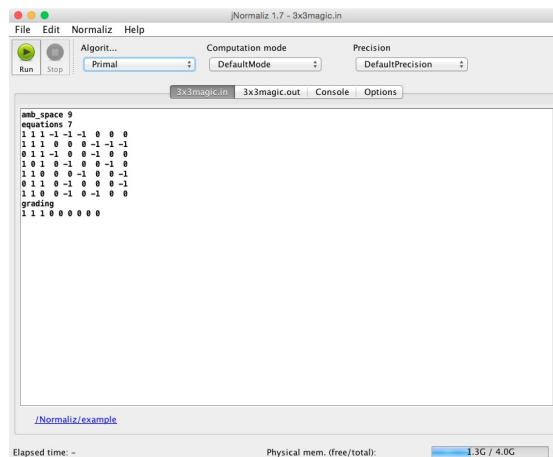 jNormaliz 1.7 - 3x3magic.in
File Edit Normaliz Help
Algorit... Computation mode Precision
Run Stop Primal DefaultMode DefaultPrecision
3x3magic.in 3x3magic.out Console Options
amb_space 9
equations 7
1 1 1 -1 -1 -1 0 0 0
1 1 1 0 0 0 -1 -1 -1
0 1 1 -1 0 0 -1 0 0
1 0 1 0 -1 0 0 -1 0
1 1 0 0 0 -1 0 0 -1
0 1 1 0 -1 0 0 0 -1
1 1 0 0 -1 0 -1 0 0
grading
1 1 1 0 0 0 0 0 0
/Normaliz/example
Elapsed time: - Physical mem. (free/total): 1.3G / 4.0G